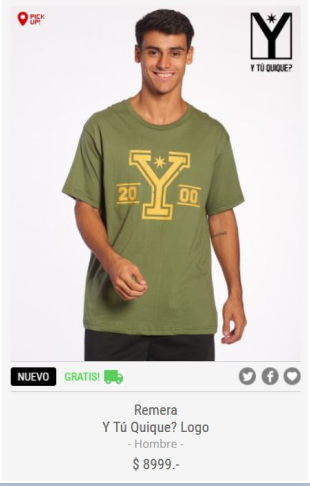 PICK
UP!
Y
Y TÚ QUIQUE?
Y
20 00
NUEVO GRATIS!
Remera
Y Tú Quique? Logo
- Hombre -
$ 8999.-